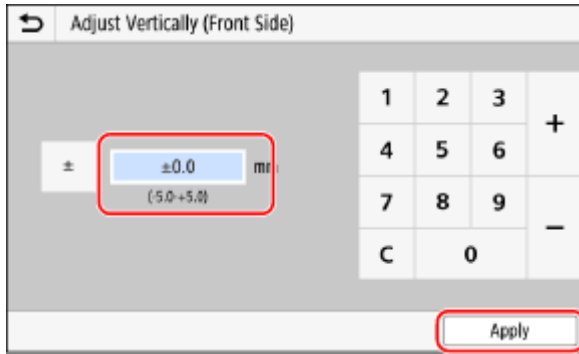 Adjust Vertically (Front Side)
1 2 3 +
± ±0.0 mm 4 5 6
(-5.0-+5.0)
7 8 9 −
C 0
Apply